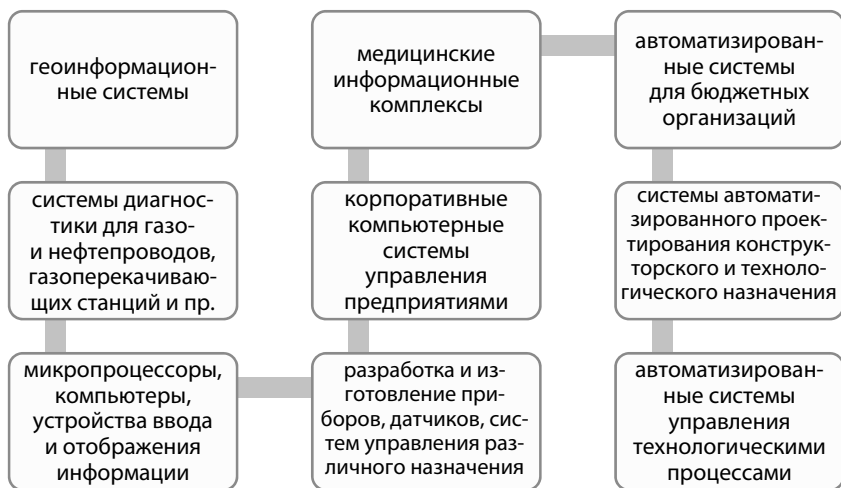 геоинформацион-
ные системы
системы диагнос-
тики для газо-
и нефтепроводов,
газоперекачиваю-
щих станций и пр.
микропроцессоры,
компьютеры,
устройства ввода
и отображения
информации
разработка и из-
готовление при-
боров, датчиков, сис-
тем управления раз-
личного назначения
корпоративные
компьютерные
системы
управления
предприятиями
медицинские
информационные
комплексы
автоматизирован-
ные системы
для бюджетных
организаций
системы автомати-
зированного проек-
тирования конструк-
торского и техноло-
гического назначения
автоматизирован-
ные системы
управления
технологическими
процессами